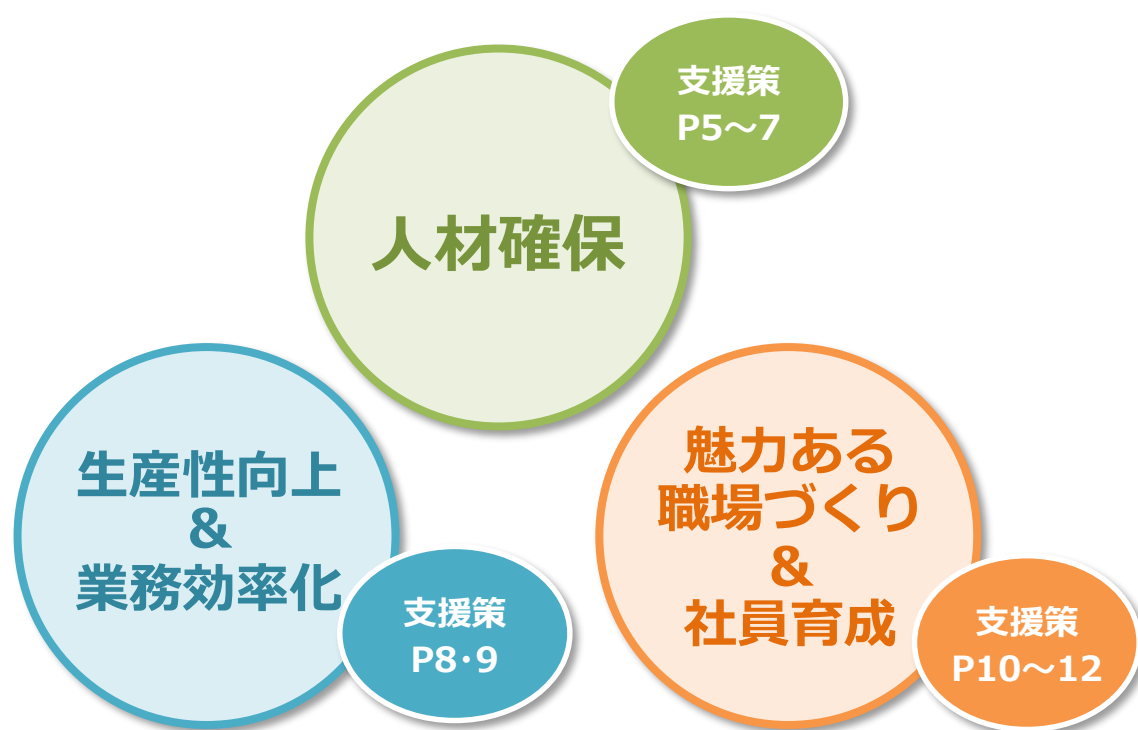 支援策
P5～7
人材確保
生産性向上
&
業務効率化
支援策
P8・9
魅力ある
職場づくり
&
社員育成
支援策
P10～12